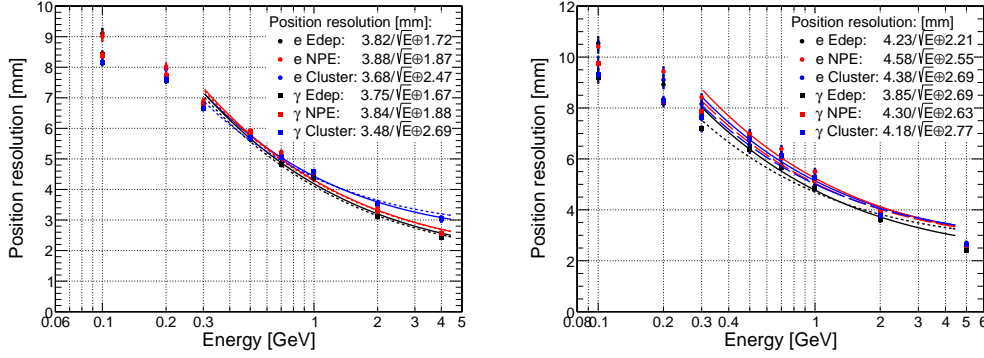 Position resolution [mm]:
e Edep: 3.82/√E⊕1.72
e NPE: 3.88/√E⊕1.87
e Cluster: 3.68/√E⊕2.47
γ Edep: 3.75/√E⊕1.67
γ NPE: 3.84/√E⊕1.88
γ Cluster: 3.48/√E⊕2.69
Position resolution [mm]
10
9
8
7
6
5
4
3
2
1
0
0.06 0.1 0.2 0.3 1 2 3 4 5
Energy [GeV]
Position resolution: [mm]
e Edep: 4.23/√E⊕2.21
e NPE: 4.58/√E⊕2.55
e Cluster: 4.38/√E⊕2.69
γ Edep: 3.85/√E⊕2.69
γ NPE: 4.30/√E⊕2.63
γ Cluster: 4.18/√E⊕2.77
Position resolution [mm]
12
10
8
6
4
2
0
0.08 0.1 0.2 0.3 0.4 1 2 3 4 5 6
Energy [GeV]